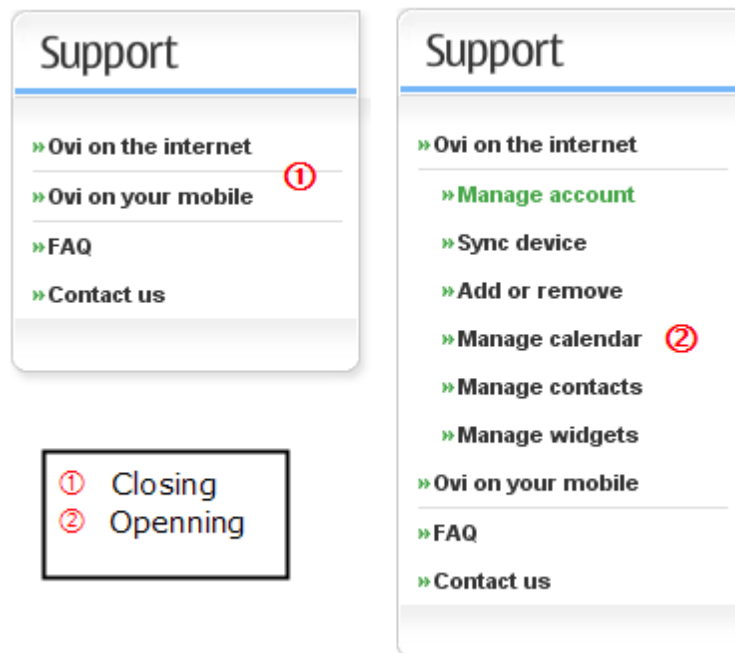 Support
»Ovi on the internet
①
»Ovi on your mobile
»FAQ
»Contact us
① Closing
② Openning
Support
»Ovi on the internet
»Manage account
»Sync device
»Add or remove
»Manage calendar ②
»Manage contacts
»Manage widgets
»Ovi on your mobile
»FAQ
»Contact us